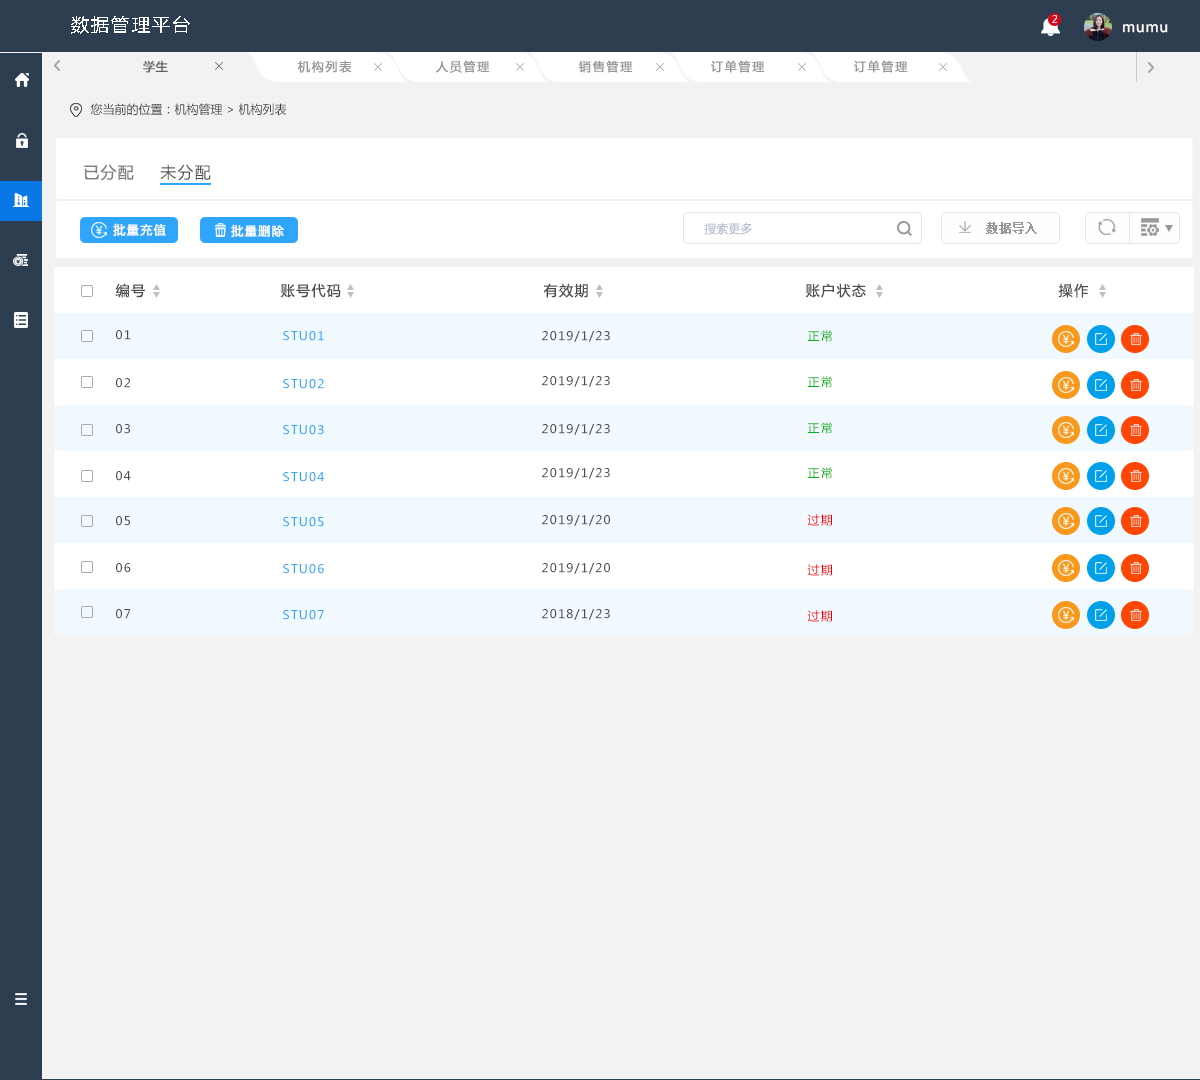 数据管理平台
2
mumu
学生
机构列表
人员管理
销售管理
订单管理
订单管理
您当前的位置：机构管理 > 机构列表
已分配
未分配
批量充值
批量删除
搜索更多
数据导入
编号 账号代码 有效期 账户状态 操作
01 STU01 2019/1/23 正常
02 STU02 2019/1/23 正常
03 STU03 2019/1/23 正常
04 STU04 2019/1/23 正常
05 STU05 2019/1/20 过期
06 STU06 2019/1/20 过期
07 STU07 2018/1/23 过期